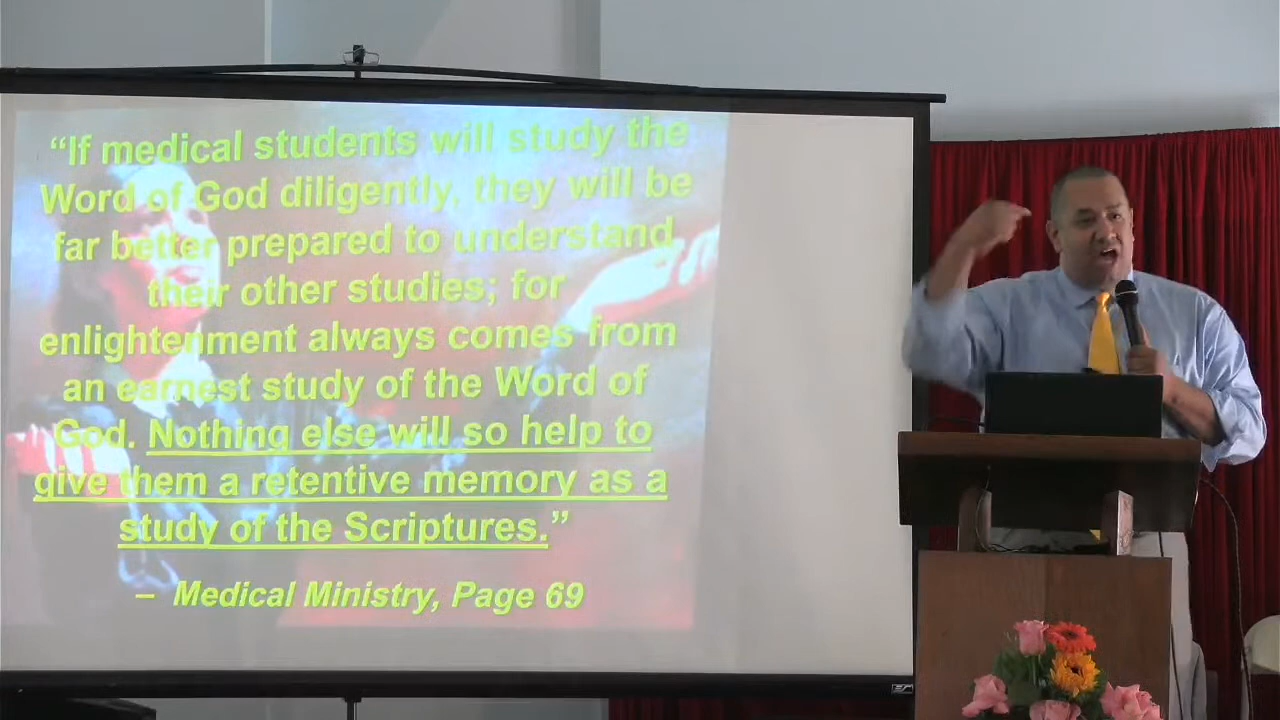 “If medical students will study the
Word of God diligently, they will be
far better prepared to understand
their other studies; for
enlightenment always comes from
an earnest study of the Word of
God. Nothing else will so help to
give them a retentive memory as a
study of the Scriptures.”
– Medical Ministry, Page 69